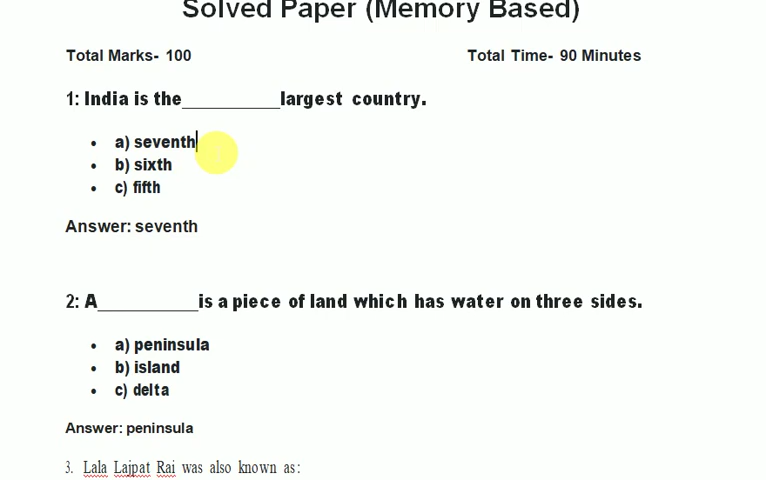 Solved Paper (Memory Based)
Total Marks- 100 Total Time- 90 Minutes
1: India is the__________largest country.
• a) seventh
• b) sixth
• c) fifth
Answer: seventh
2: A__________is a piece of land which has water on three sides.
• a) peninsula
• b) island
• c) delta
Answer: peninsula
3. Lala Lajpat Rai was also known as: